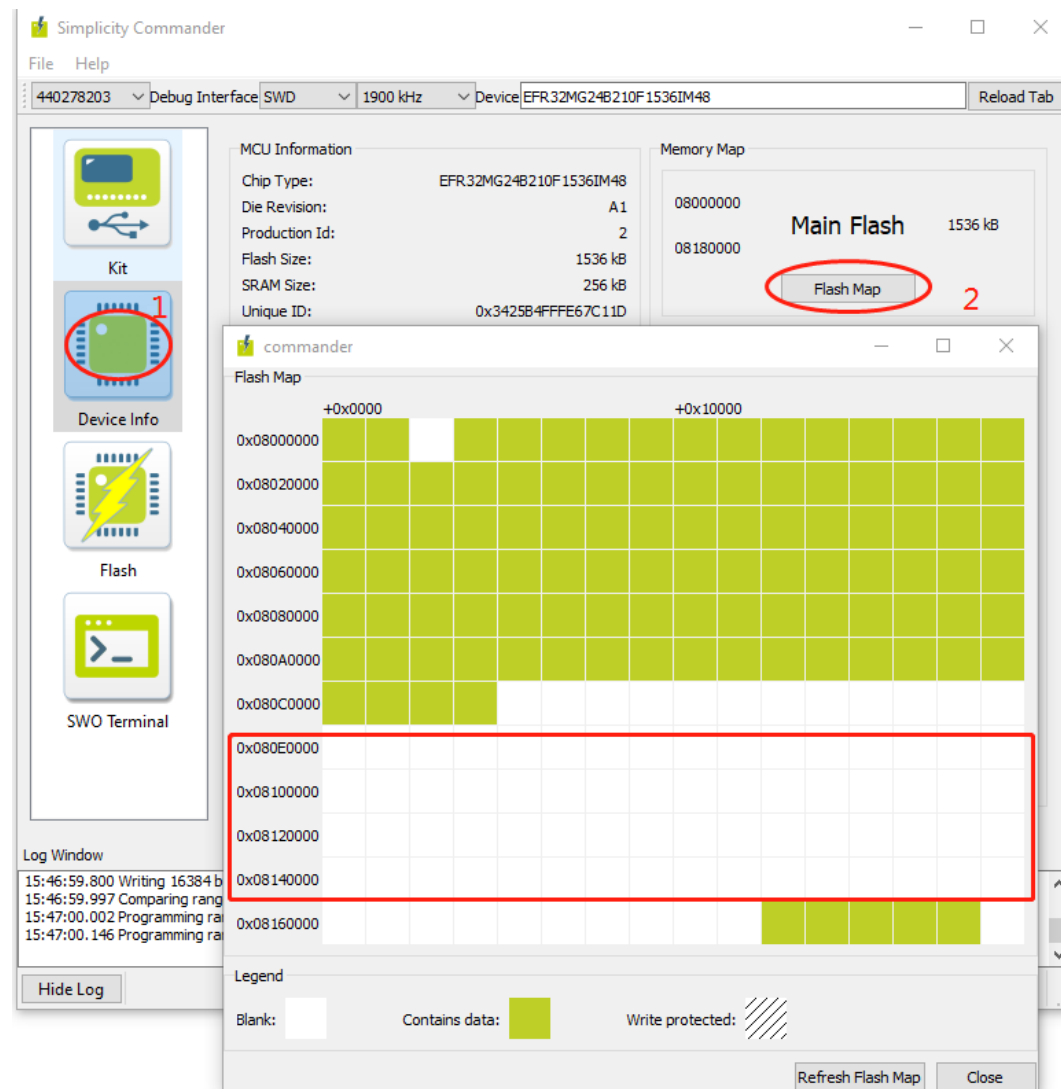 Simplicity Commander
File Help
440278203 Debug Interface SWD 1900 kHz Device EFR32MG24B210F1536IM48 Reload Tab
MCU Information
Chip Type: EFR32MG24B210F1536IM48
Die Revision: A1
Production Id: 2
Flash Size: 1536 kB
SRAM Size: 256 kB
Unique ID: 0x3425B4FFFE67C11D
Memory Map
08000000
Main Flash 1536 kB
08180000
Flash Map
2
Kit
1
Device Info
Flash
SWO Terminal
commander
Flash Map
+0x0000 +0x10000
0x08000000
0x08020000
0x08040000
0x08060000
0x08080000
0x080A0000
0x080C0000
0x080E0000
0x08100000
0x08120000
0x08140000
0x08160000
Legend
Blank: Contains data: Write protected:
Refresh Flash Map Close
Log Window
15:46:59.800 Writing 16384 b
15:46:59.997 Comparing rang
15:47:00.002 Programming ra
15:47:00.146 Programming ra
Hide Log